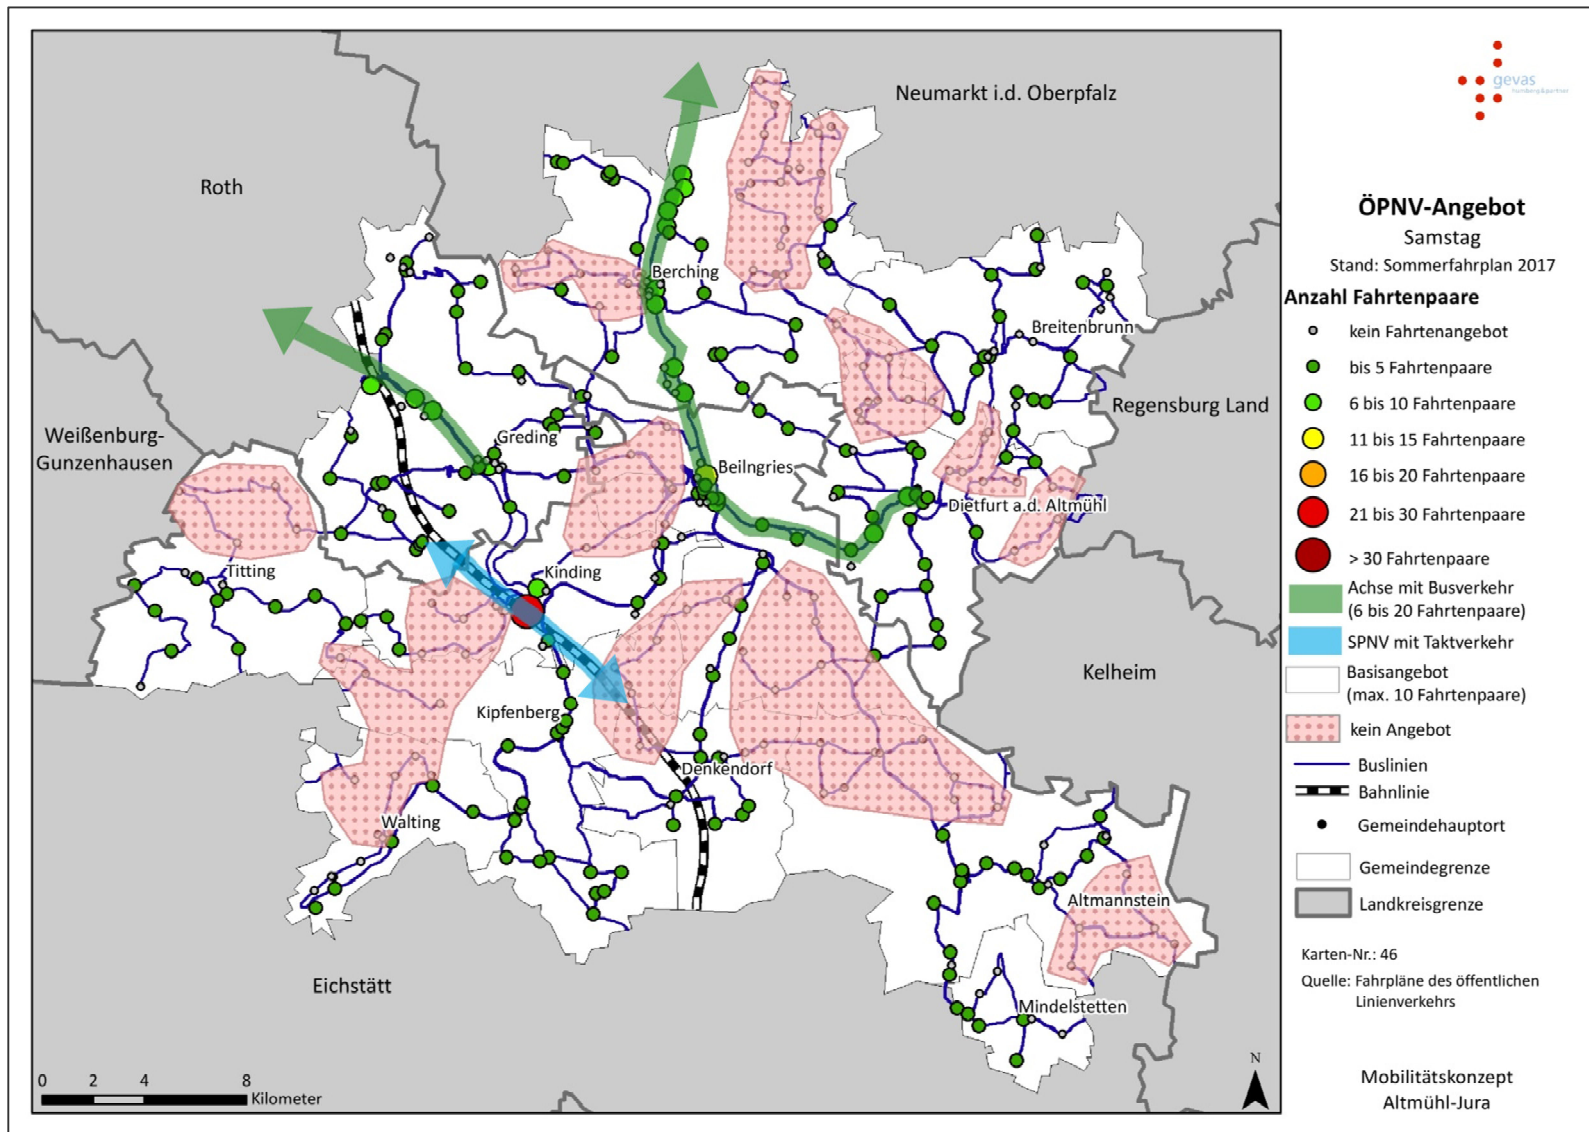 Neumarkt i.d. Oberpfalz
Roth
Berching
Breitenbrunn
Regensburg Land
Weißenburg-
Gunzenhausen
Greding
Beilngries
Dietfurt a.d. Altmühl
Titting
Kinding
Kelheim
Kipfenberg
Denkendorf
Walting
Altmannstein
Eichstätt
Mindelstetten
0 2 4 8
Kilometer
N
gevas
humberg&partner
ÖPNV-Angebot
Samstag
Stand: Sommerfahrplan 2017
Anzahl Fahrtenpaare
kein Fahrtenangebot
bis 5 Fahrtenpaare
6 bis 10 Fahrtenpaare
11 bis 15 Fahrtenpaare
16 bis 20 Fahrtenpaare
21 bis 30 Fahrtenpaare
> 30 Fahrtenpaare
Achse mit Busverkehr
(6 bis 20 Fahrtenpaare)
SPNV mit Taktverkehr
Basisangebot
(max. 10 Fahrtenpaare)
kein Angebot
Buslinien
Bahnlinie
Gemeindehauptort
Gemeindegrenze
Landkreisgrenze
Karten-Nr.: 46
Quelle: Fahrpläne des öffentlichen
Linienverkehrs
Mobilitätskonzept
Altmühl-Jura